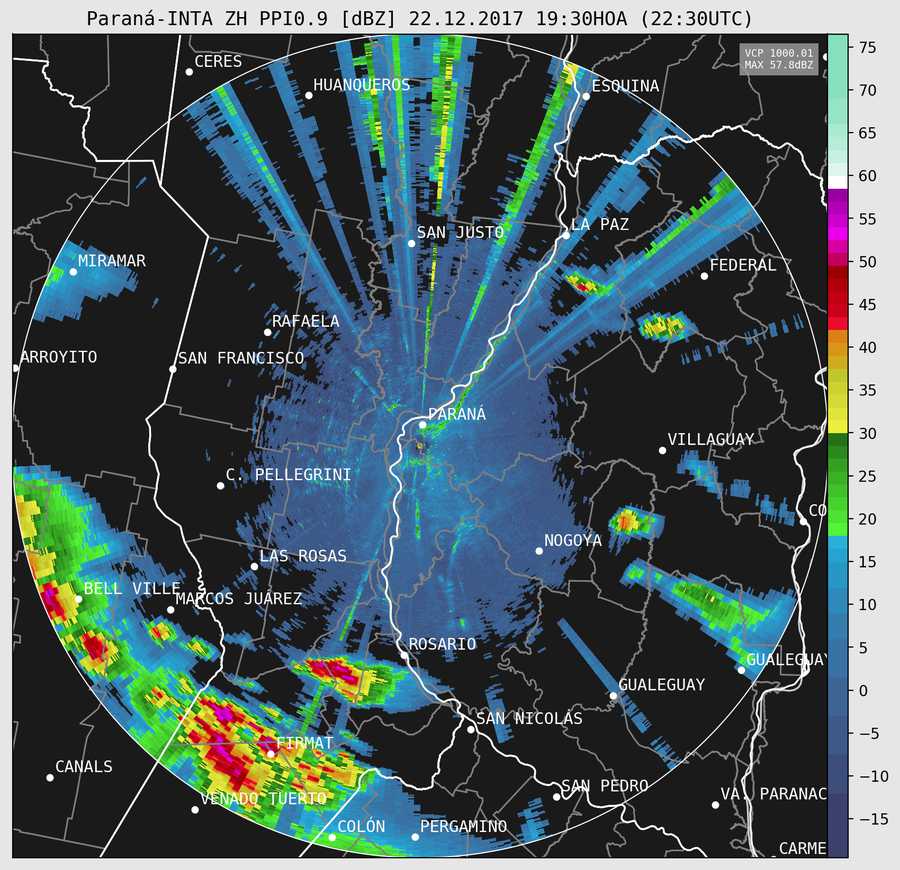 Paraná-INTA ZH PPI0.9 [dBZ] 22.12.2017 19:30HOA (22:30UTC)
VCP 1000.01
MAX 57.8dBZ
CERES
HUANQUEROS
ESQUINA
SAN JUSTO
LA PAZ
MIRAMAR
FEDERAL
RAFAELA
ARROYITO
SAN FRANCISCO
PARANÁ
VILLAGUAY
C. PELLEGRINI
CO
NOGOYA
LAS ROSAS
BELL VILLE
MARCOS JUÁREZ
ROSARIO
GUALEGUAY
GUALEGUAY
SAN NICOLÁS
FIRMAT
CANALS
SAN PEDRO
VENADO TUERTO
VA. PARANAC
COLÓN
PERGAMINO
CARME
75
70
65
60
55
50
45
40
35
30
25
20
15
10
5
0
−5
−10
−15